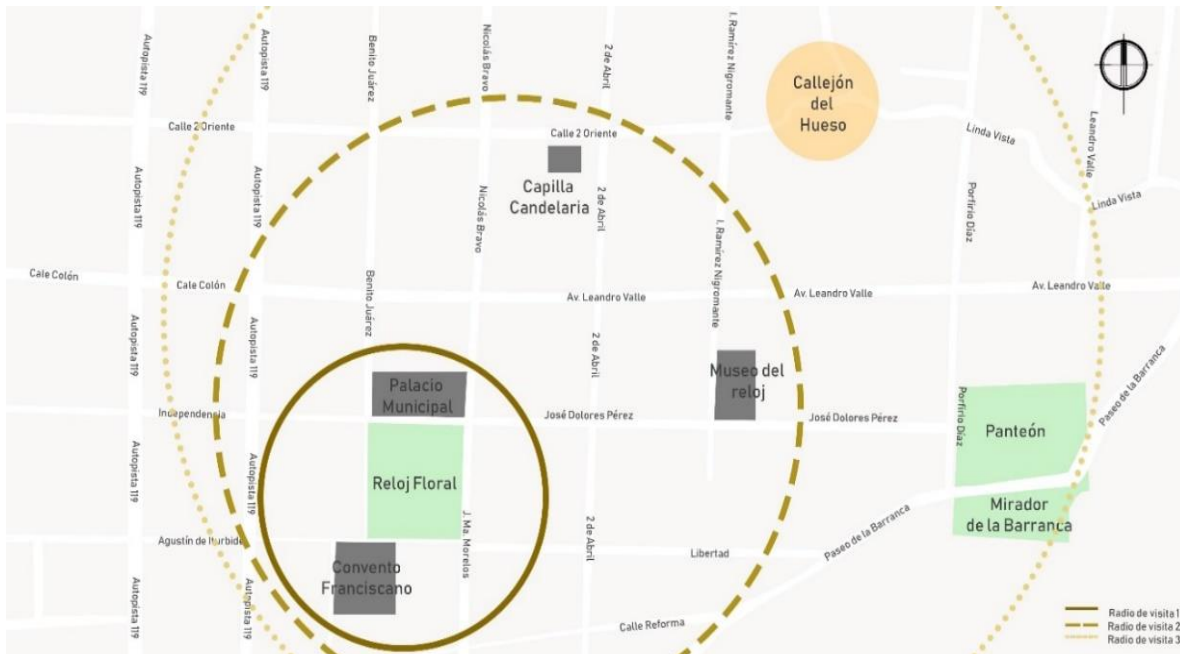 Autopista 119
Autopista 119
Benito Juárez
Nicolás Bravo
2 de Abril
I. Ramírez Nigromante
Callejón
del
Hueso
Calle 2 Oriente
Calle 2 Oriente
Linda Vista
Leandro Valle
Capilla
Candelaria
Autopista 119
Autopista 119
Nicolás Bravo
2 de Abril
I. Ramírez Nigromante
Porfirio Díaz
Linda Vista
Cale Colón
Cale Colón
Benito Juárez
Av. Leandro Valle
Av. Leandro Valle
Av. Leandro Valle
Autopista 119
Autopista 119
2 de Abril
Palacio
Municipal
Museo del
reloj
Paseo de la Barranca
Independencia
José Dolores Pérez
José Dolores Pérez
Porfirio Díaz
Panteón
Autopista 119
Autopista 119
Reloj Floral
J. Ma. Morelos
2 de Abril
Mirador
de la Barranca
Paseo de la Barranca
Agustín de Iturbide
Libertad
Convento
Franciscano
Autopista 119
Autopista 119
Calle Reforma
Radio de visita 1
Radio de visita 2
Radio de visita 3